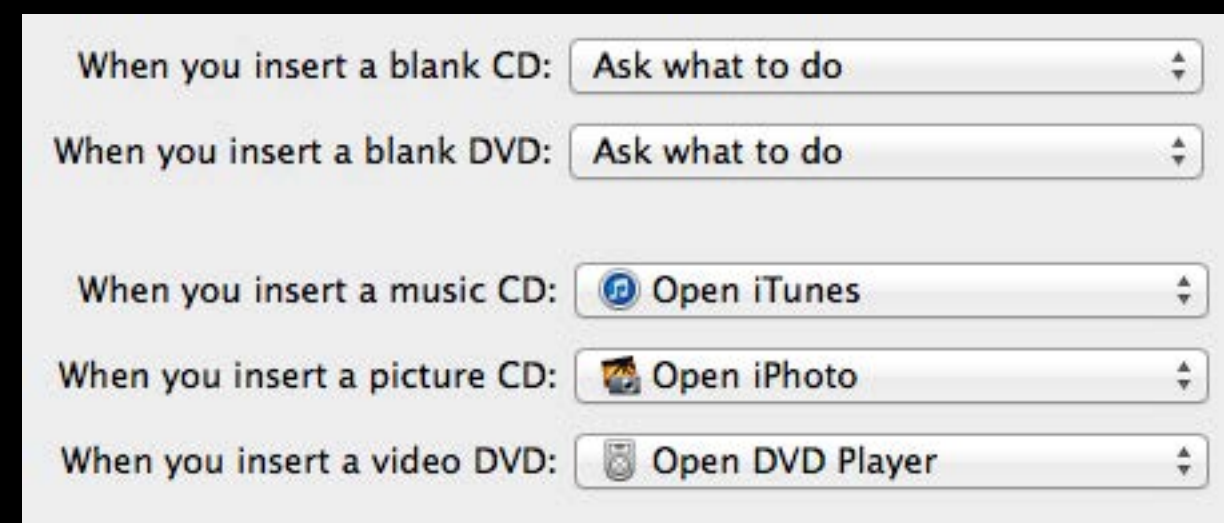 When you insert a blank CD: Ask what to do
When you insert a blank DVD: Ask what to do
When you insert a music CD: Open iTunes
When you insert a picture CD: Open iPhoto
When you insert a video DVD: Open DVD Player